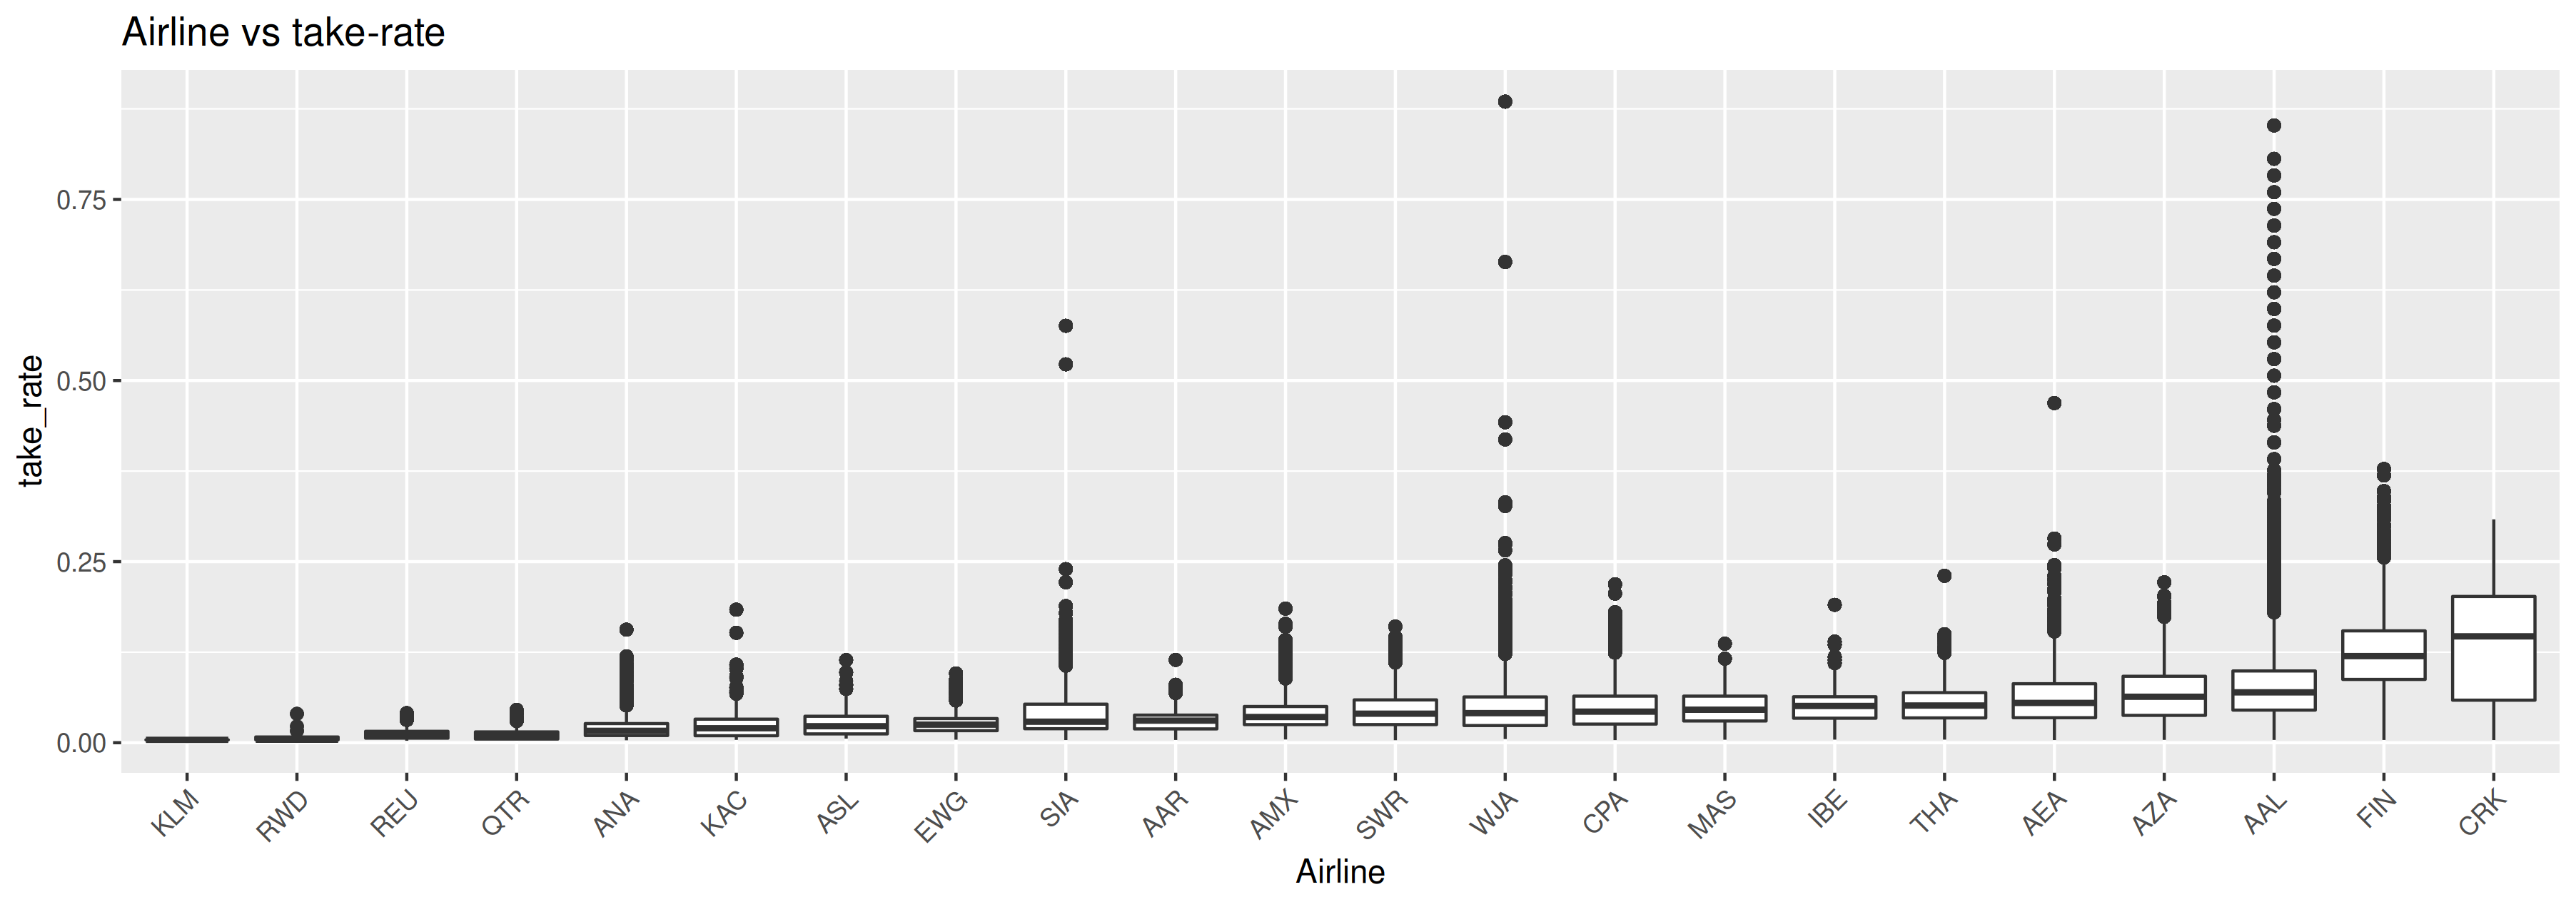 Airline vs take-rate
take_rate
0.75
0.50
0.25
0.00
KLM RWD REU QTR ANA KAC ASL EWG SIA AAR AMX SWR WJA CPA MAS IBE THA AEA AZA AAL FIN CRK
Airline